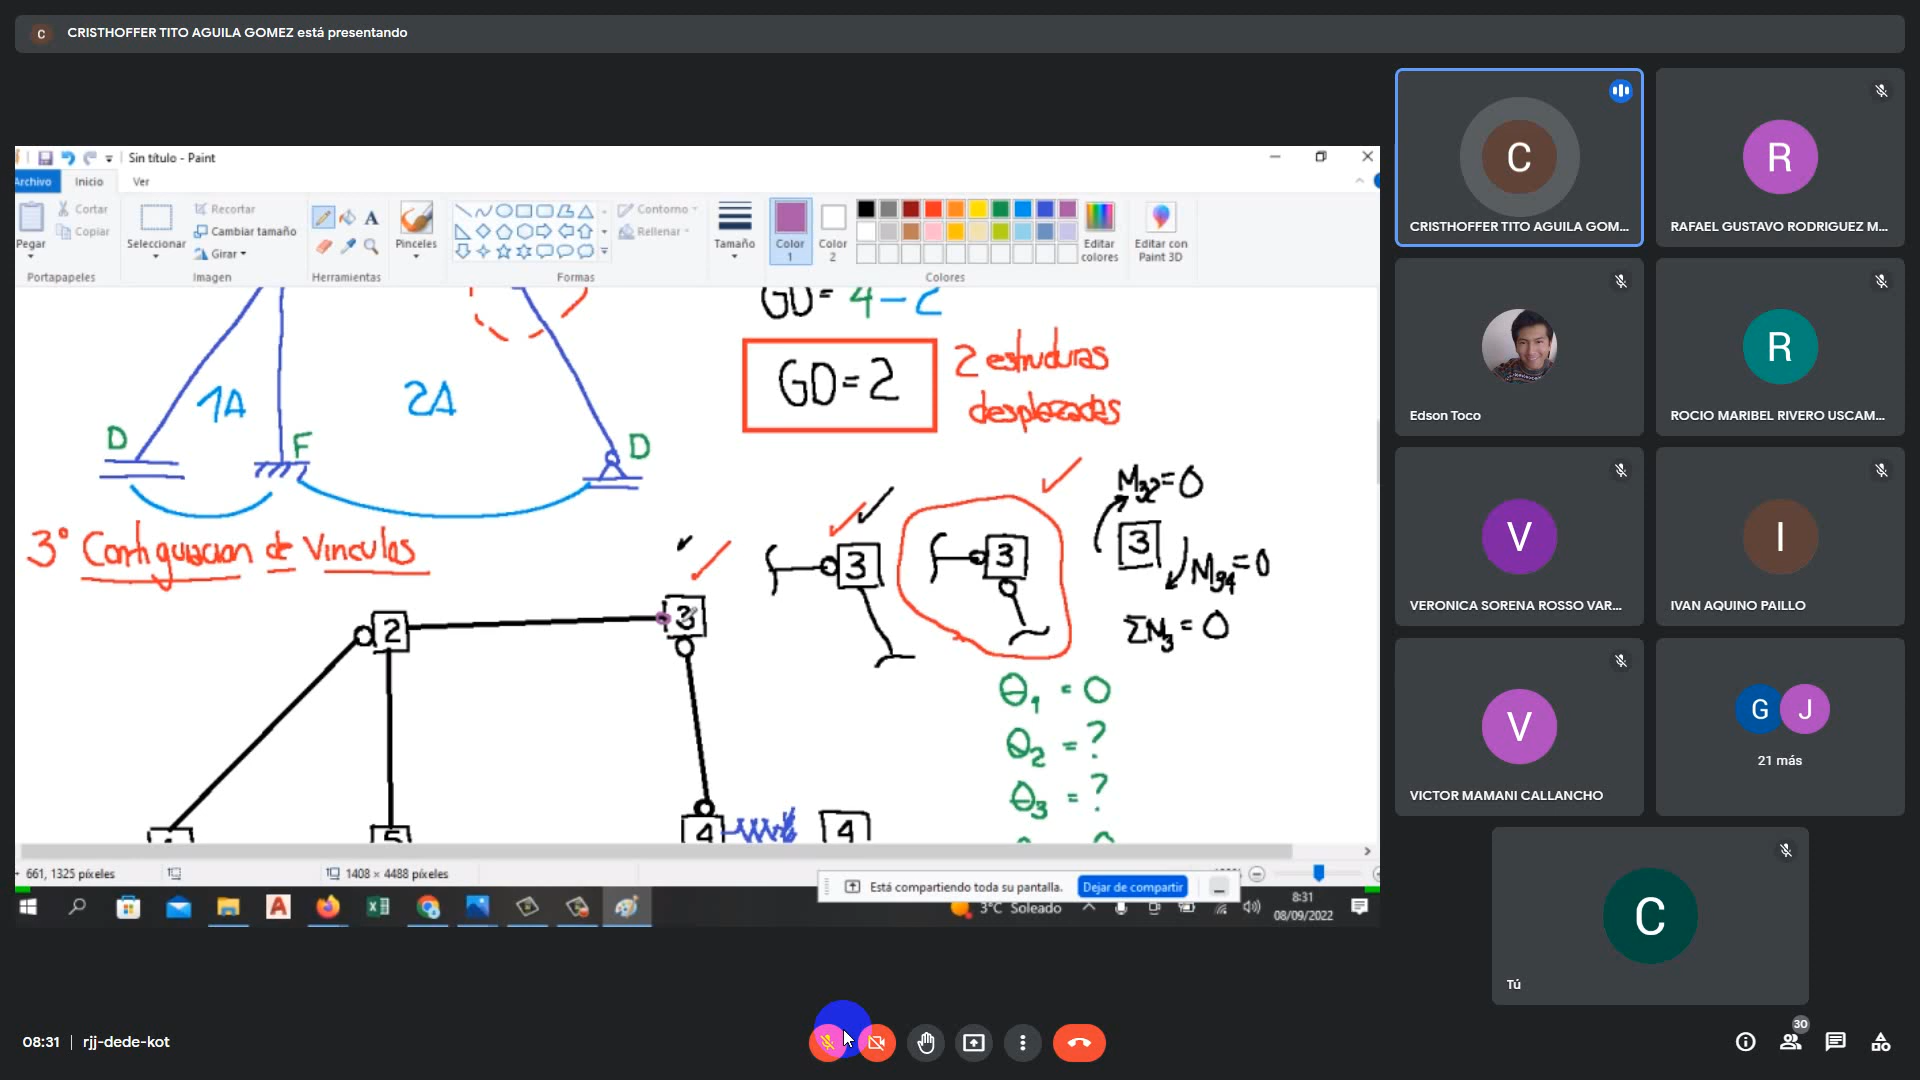 C CRISTHOFFER TITO AGUILA GOMEZ está presentando
Sin título - Paint
Archivo Inicio Ver
Pegar
Cortar
Copiar
Portapapeles
Seleccionar
Recortar
Cambiar tamaño
Girar
Imagen
A
Herramientas
Pinceles
Formas
Contorno
Rellenar
Tamaño
Color 1
Color 2
Editar colores
Editar con Paint 3D
Colores
GD = 4 - 2
GD = 2
2 estructuras
desplazadas
1A
2A
D
F
D
3° Configuracion de Vinculos
2
3
3
3
3
M32 = 0
M34 = 0
ΣM3 = 0
θ1 = 0
θ2 = ?
θ3 = ?
5
4
4
661, 1325 píxeles
1408 × 4488 píxeles
Está compartiendo toda su pantalla.
Dejar de compartir
3°C Soleado
8:31
08/09/2022
C
CRISTHOFFER TITO AGUILA GOM...
R
RAFAEL GUSTAVO RODRIGUEZ M...
Edson Toco
R
ROCIO MARIBEL RIVERO USCAM...
V
VERONICA SORENA ROSSO VAR...
I
IVAN AQUINO PAILLO
V
VICTOR MAMANI CALLANCHO
G J
21 más
C
Tú
08:31 | rjj-dede-kot
30